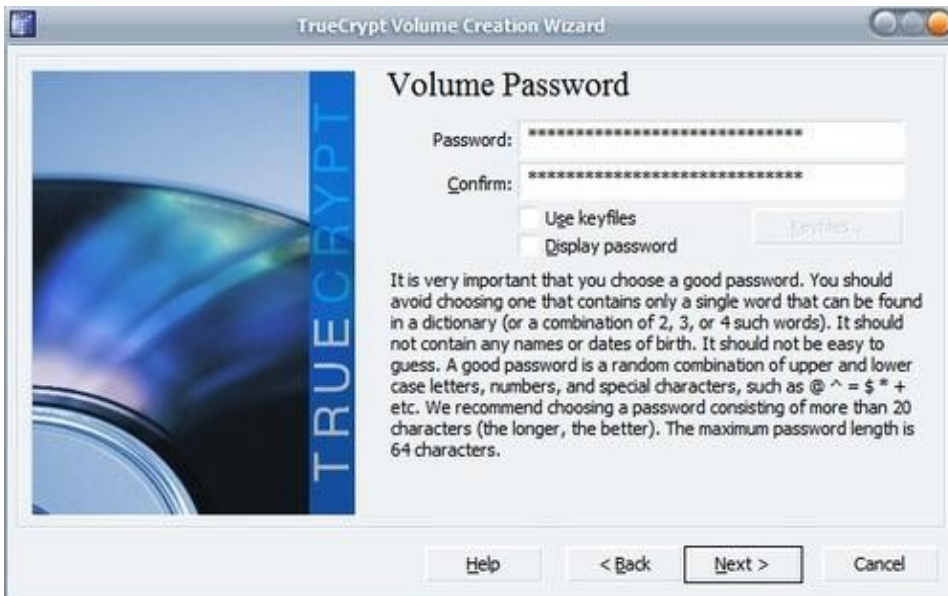 TrueCrypt Volume Creation Wizard
TRUECRYPT
Volume Password
Password: ******************************
Confirm: ******************************
Use keyfiles
Keyfiles...
Display password
It is very important that you choose a good password. You should
avoid choosing one that contains only a single word that can be found
in a dictionary (or a combination of 2, 3, or 4 such words). It should
not contain any names or dates of birth. It should not be easy to
guess. A good password is a random combination of upper and lower
case letters, numbers, and special characters, such as @ ^ = $ * +
etc. We recommend choosing a password consisting of more than 20
characters (the longer, the better). The maximum password length is
64 characters.
Help
< Back
Next >
Cancel